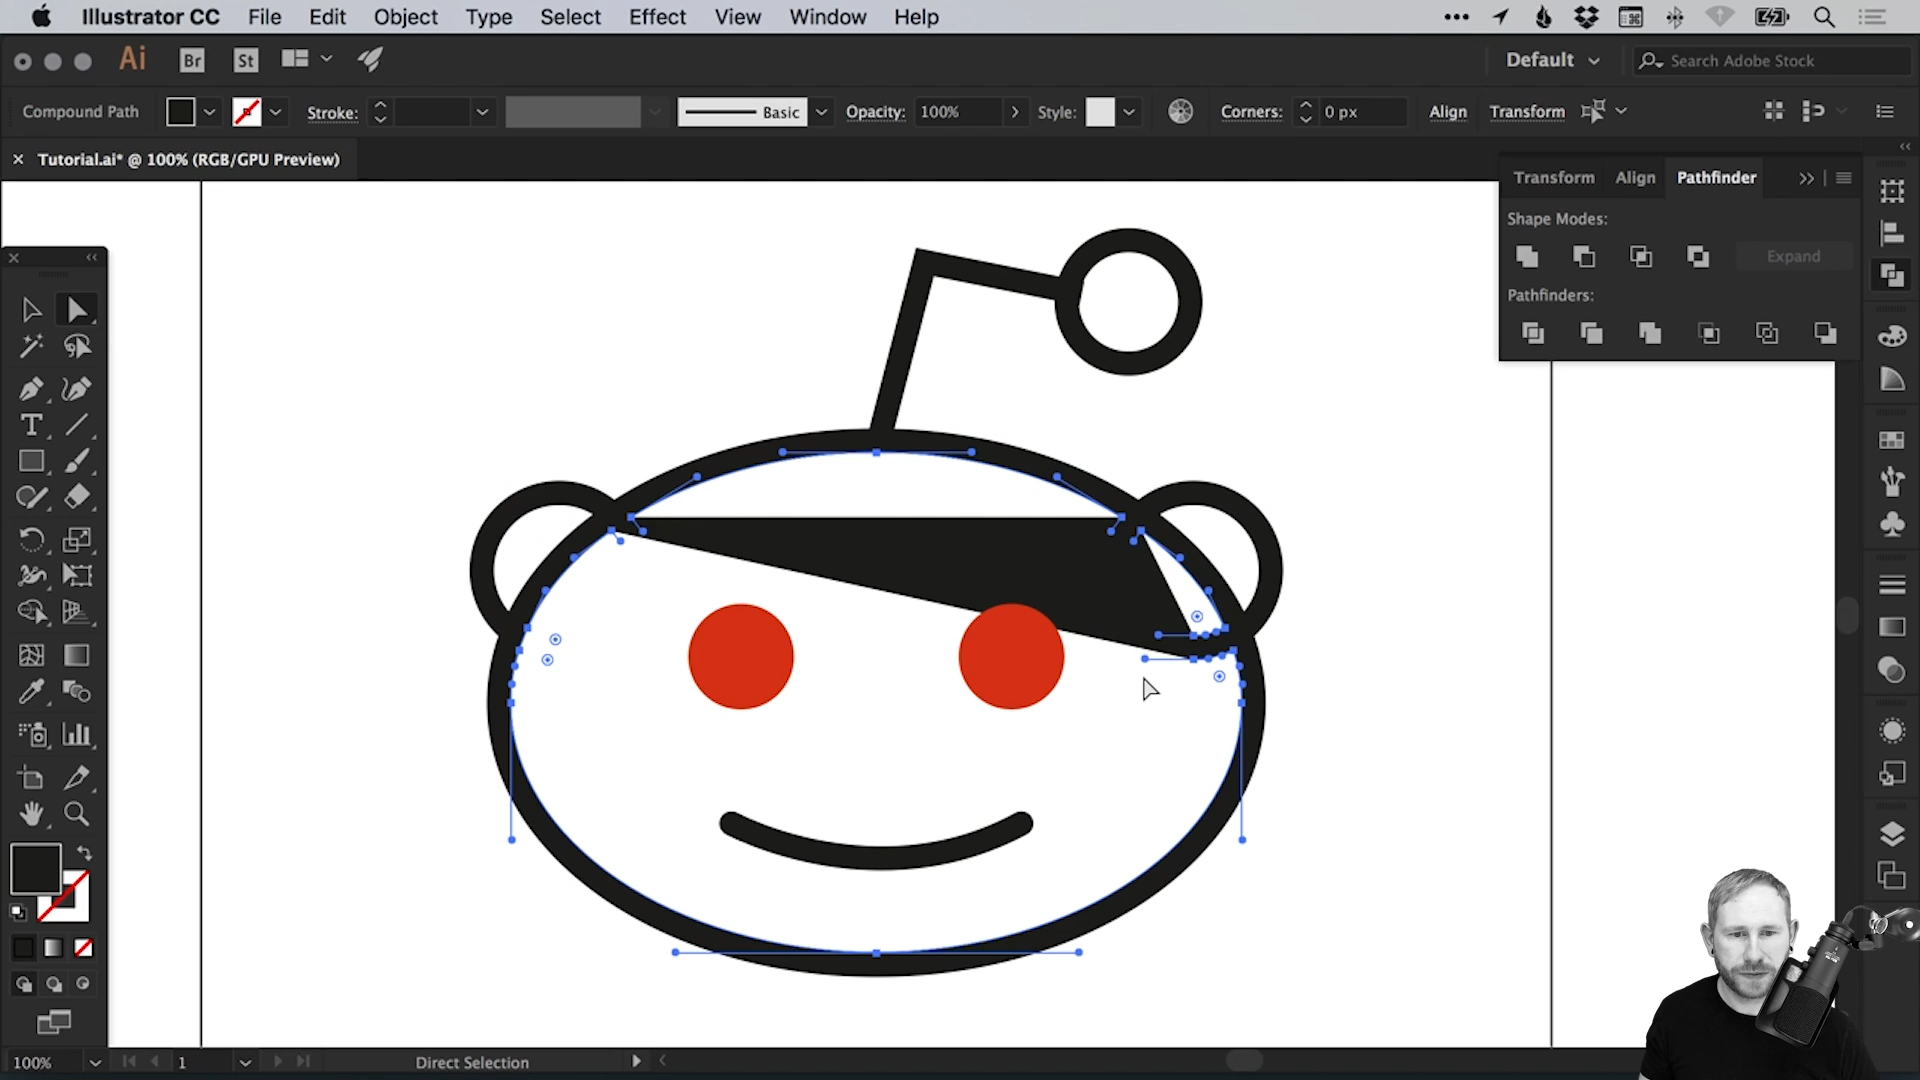 Illustrator CC File Edit Object Type Select Effect View Window Help
Ai Br St Default Search Adobe Stock
Compound Path Stroke: Basic Opacity: 100% Style: Corners: 0 px Align Transform
Tutorial.ai* @ 100% (RGB/GPU Preview)
Transform Align Pathfinder
Shape Modes:
Expand
Pathfinders:
100% 1 Direct Selection